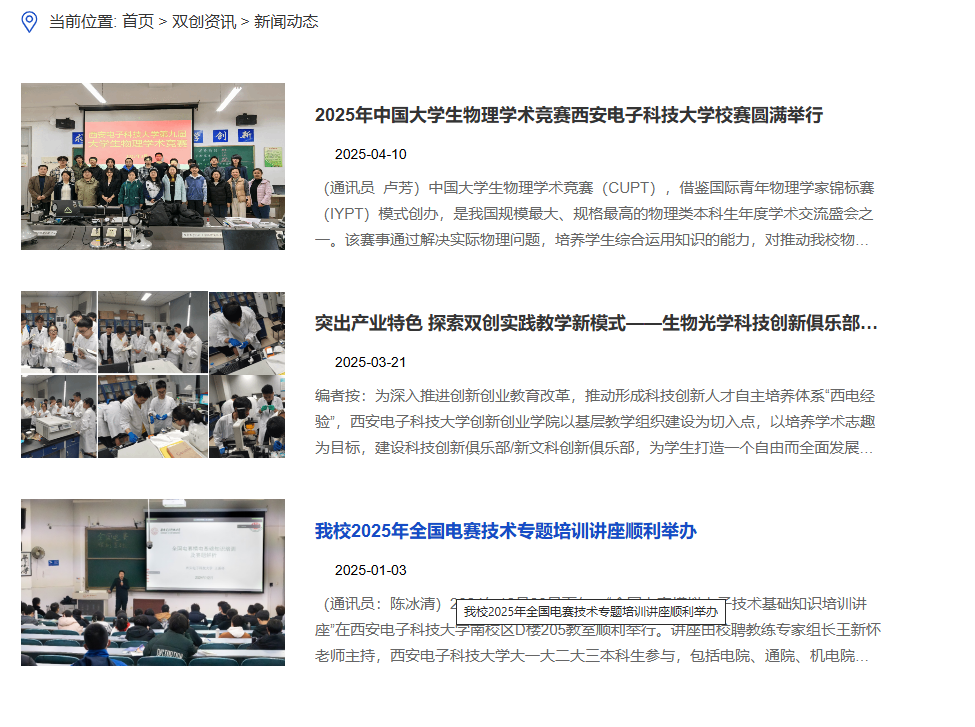 当前位置: 首页 > 双创资讯 > 新闻动态
西安电子科技大学第九届
大学生物理学术竞赛
2025年中国大学生物理学术竞赛西安电子科技大学校赛圆满举行
2025-04-10
（通讯员 卢芳）中国大学生物理学术竞赛（CUPT），借鉴国际青年物理学家锦标赛
（IYPT）模式创办，是我国规模最大、规格最高的物理类本科生年度学术交流盛会之
一。该赛事通过解决实际物理问题，培养学生综合运用知识的能力，对推动我校物…
突出产业特色 探索双创实践教学新模式——生物光学科技创新俱乐部…
2025-03-21
编者按：为深入推进创新创业教育改革，推动形成科技创新人才自主培养体系“西电经
验”，西安电子科技大学创新创业学院以基层教学组织建设为切入点，以培养学术志趣
为目标，建设科技创新俱乐部/新文科创新俱乐部，为学生打造一个自由而全面发展…
我校2025年全国电赛技术专题培训讲座顺利举办
2025-01-03
（通讯员：陈冰清）
子技术基础知识培训讲
我校2025年全国电赛技术专题培训讲座顺利举办
座”在西安电子科技大学南校区D楼205教室顺利举行。讲座由校聘教练专家组长王新怀
老师主持，西安电子科技大学大一大二大三本科生参与，包括电院、通院、机电院…